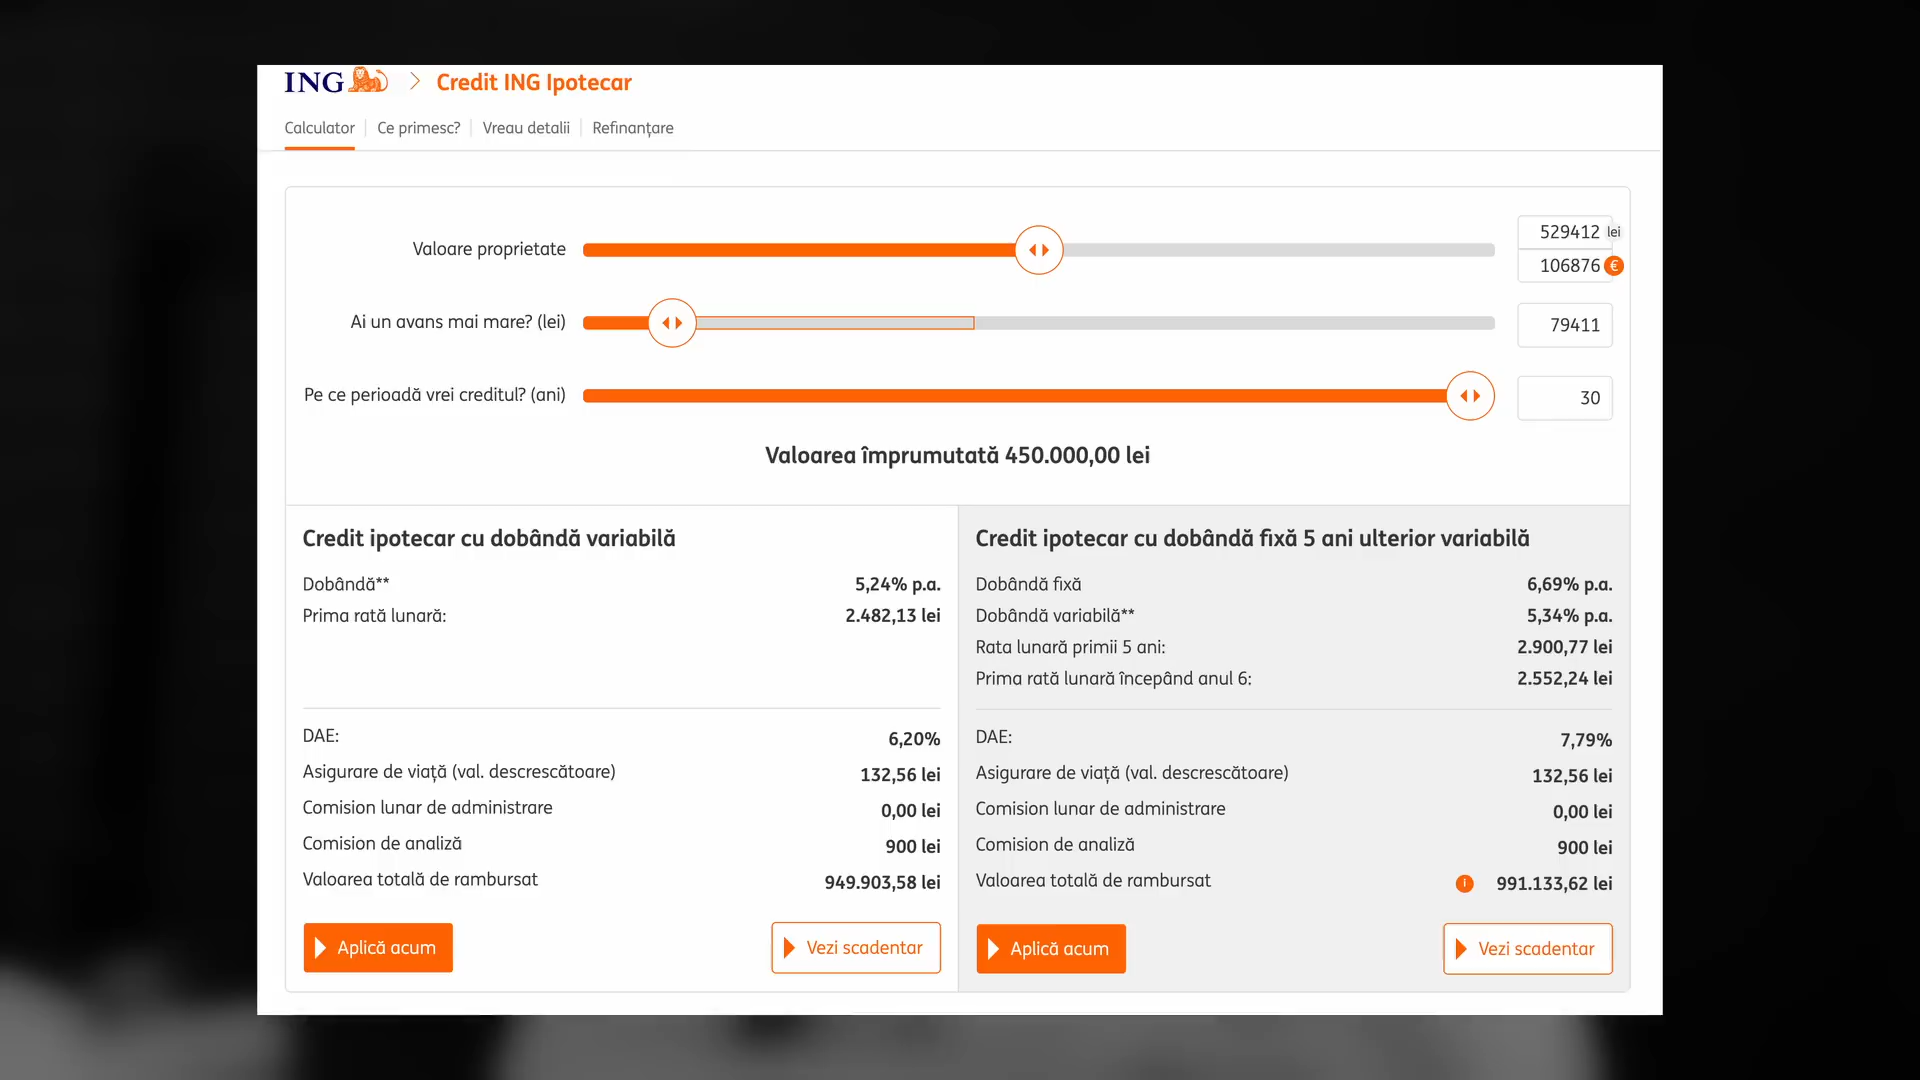 ING > Credit ING Ipotecar
Calculator | Ce primesc? | Vreau detalii | Refinanțare
Valoare proprietate
529412 lei
106876 €
Ai un avans mai mare? (lei)
79411
Pe ce perioadă vrei creditul? (ani)
30
Valoarea împrumutată 450.000,00 lei
Credit ipotecar cu dobândă variabilă
Dobândă** 5,24% p.a.
Prima rată lunară: 2.482,13 lei
DAE: 6,20%
Asigurare de viață (val. descrescătoare) 132,56 lei
Comision lunar de administrare 0,00 lei
Comision de analiză 900 lei
Valoarea totală de rambursat 949.903,58 lei
Aplică acum Vezi scadentar
Credit ipotecar cu dobândă fixă 5 ani ulterior variabilă
Dobândă fixă 6,69% p.a.
Dobândă variabilă** 5,34% p.a.
Rata lunară primii 5 ani: 2.900,77 lei
Prima rată lunară începând anul 6: 2.552,24 lei
DAE: 7,79%
Asigurare de viață (val. descrescătoare) 132,56 lei
Comision lunar de administrare 0,00 lei
Comision de analiză 900 lei
Valoarea totală de rambursat i 991.133,62 lei
Aplică acum Vezi scadentar